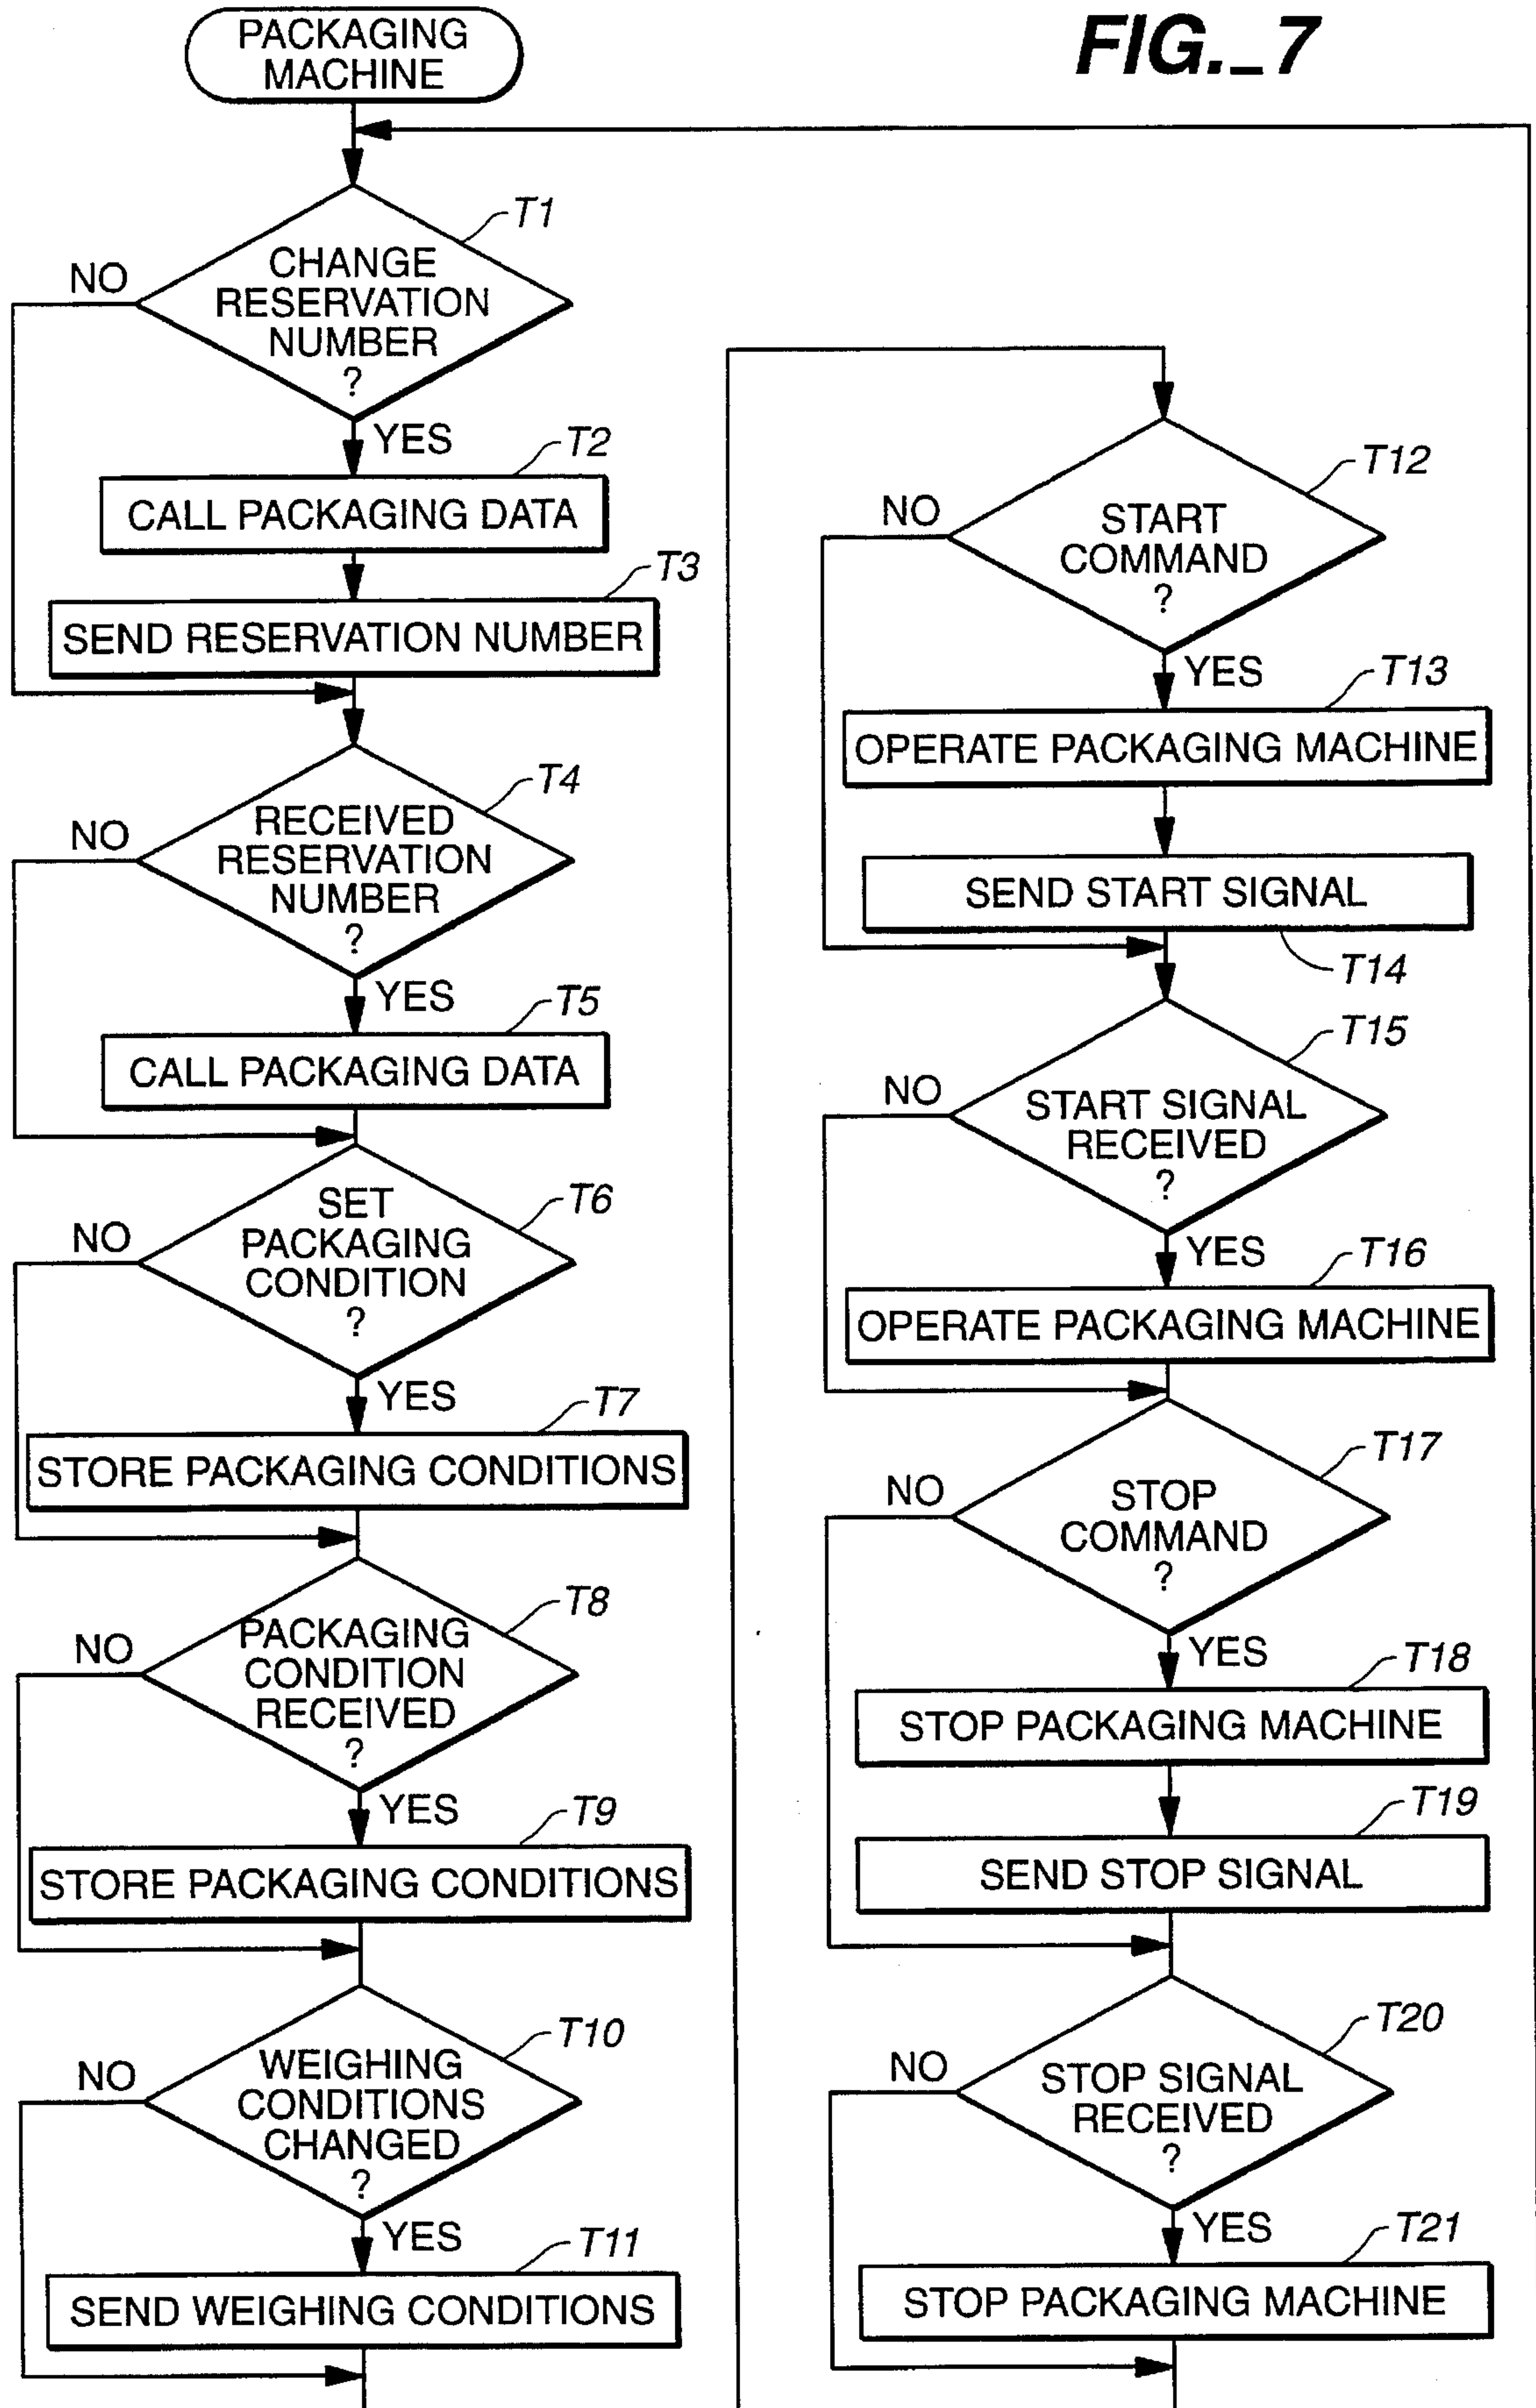 FIG._7
PACKAGING
MACHINE
T1
CHANGE
RESERVATION
NUMBER
?
NO
YES
T2
CALL PACKAGING DATA
T3
SEND RESERVATION NUMBER
T4
RECEIVED
RESERVATION
NUMBER
?
NO
YES
T5
CALL PACKAGING DATA
T6
SET
PACKAGING
CONDITION
?
NO
YES
T7
STORE PACKAGING CONDITIONS
T8
PACKAGING
CONDITION
RECEIVED
?
NO
YES
T9
STORE PACKAGING CONDITIONS
T10
WEIGHING
CONDITIONS
CHANGED
?
NO
YES
T11
SEND WEIGHING CONDITIONS
T12
START
COMMAND
?
NO
YES
T13
OPERATE PACKAGING MACHINE
SEND START SIGNAL
T14
T15
START SIGNAL
RECEIVED
?
NO
YES
T16
OPERATE PACKAGING MACHINE
T17
STOP
COMMAND
?
NO
YES
T18
STOP PACKAGING MACHINE
T19
SEND STOP SIGNAL
T20
STOP SIGNAL
RECEIVED
?
NO
YES
T21
STOP PACKAGING MACHINE